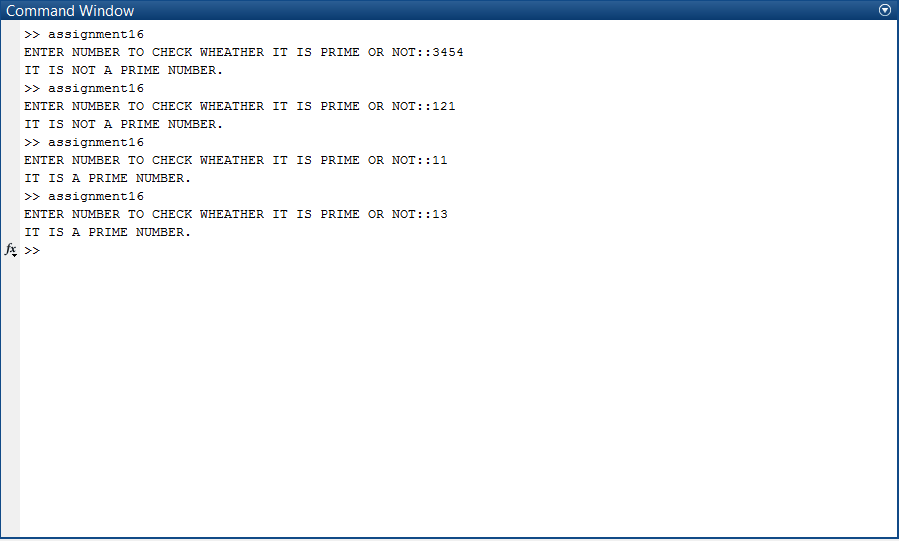 Command Window
>> assignment16
ENTER NUMBER TO CHECK WHEATHER IT IS PRIME OR NOT::3454
IT IS NOT A PRIME NUMBER.
>> assignment16
ENTER NUMBER TO CHECK WHEATHER IT IS PRIME OR NOT::121
IT IS NOT A PRIME NUMBER.
>> assignment16
ENTER NUMBER TO CHECK WHEATHER IT IS PRIME OR NOT::11
IT IS A PRIME NUMBER.
>> assignment16
ENTER NUMBER TO CHECK WHEATHER IT IS PRIME OR NOT::13
IT IS A PRIME NUMBER.
fx >>